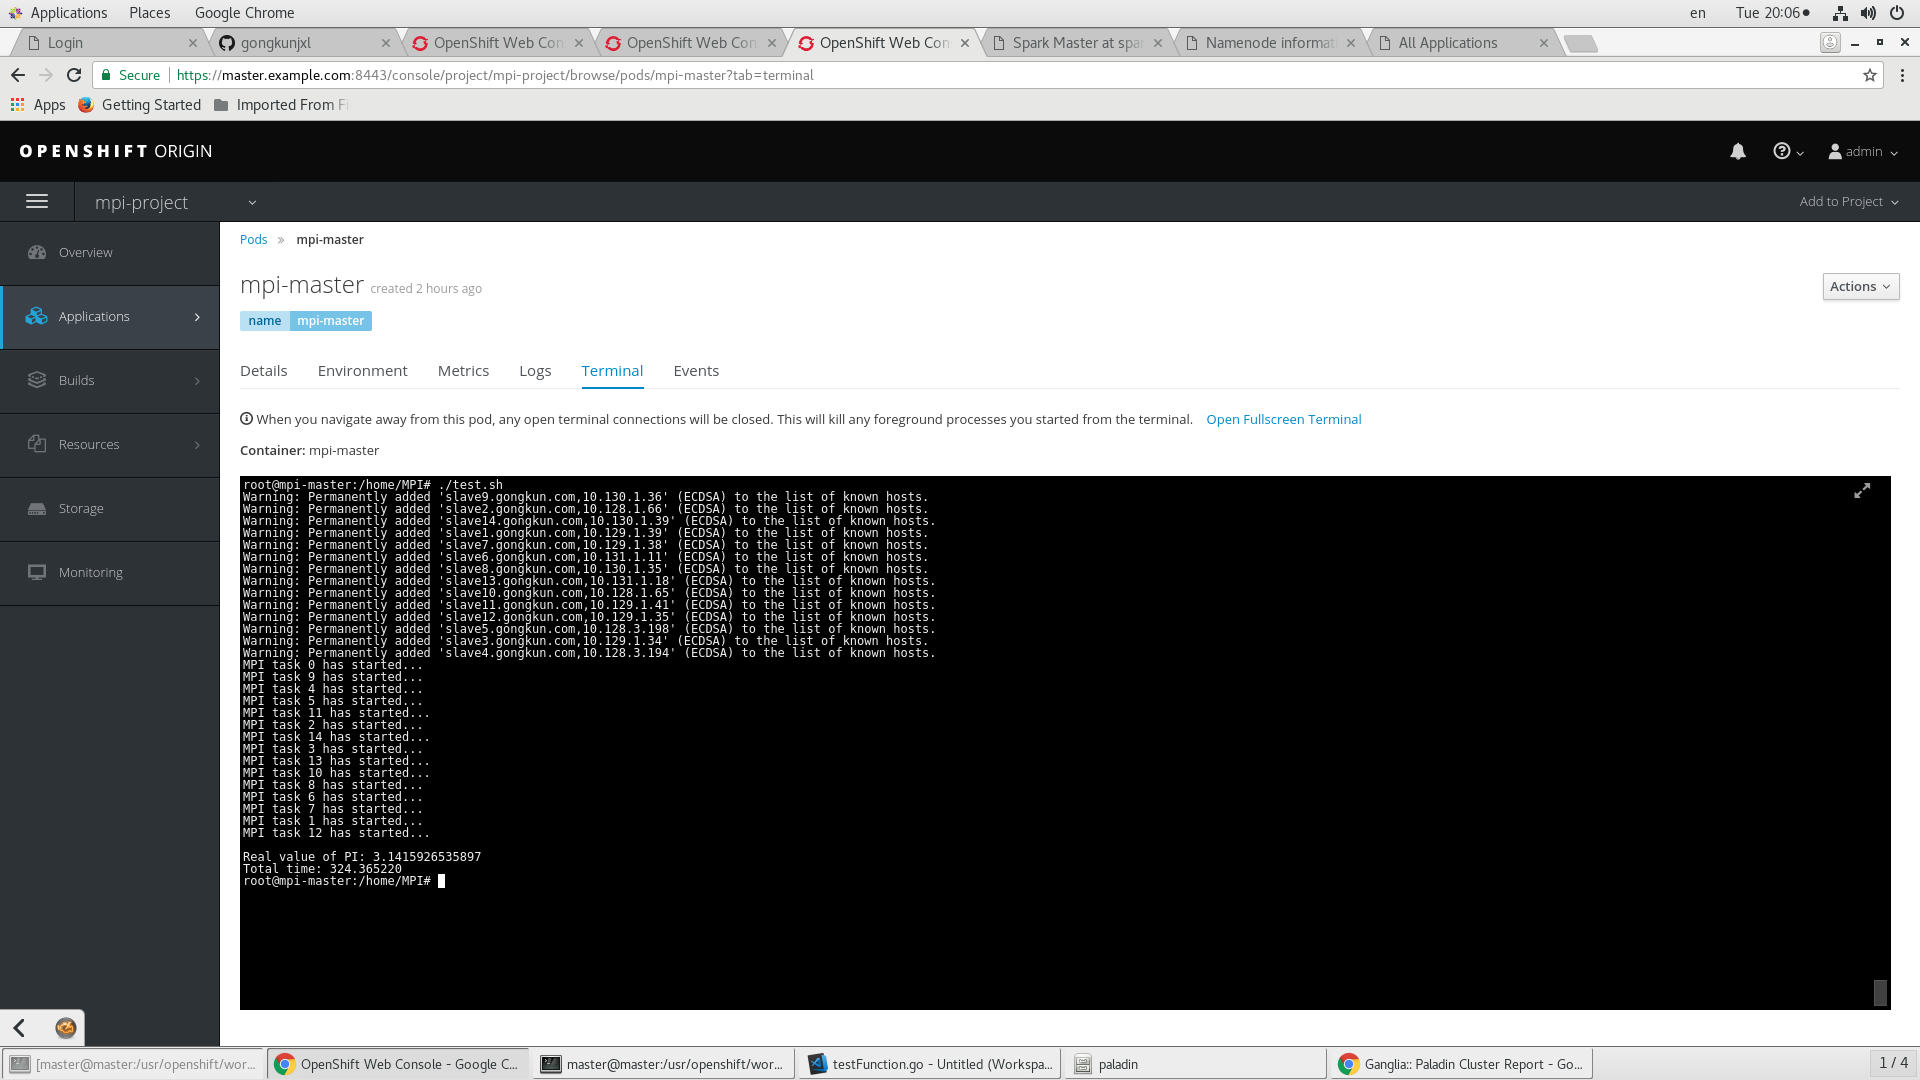 Applications Places Google Chrome en Tue 20:06
Login gongkunjxl OpenShift Web Con OpenShift Web Con OpenShift Web Con Spark Master at spa Namenode informat All Applications
Secure https://master.example.com:8443/console/project/mpi-project/browse/pods/mpi-master?tab=terminal
Apps Getting Started Imported From Fi
OPENSHIFT ORIGIN admin
mpi-project Add to Project
Overview
Applications
Builds
Resources
Storage
Monitoring
Pods » mpi-master
mpi-master created 2 hours ago Actions
name mpi-master
Details Environment Metrics Logs Terminal Events
When you navigate away from this pod, any open terminal connections will be closed. This will kill any foreground processes you started from the terminal. Open Fullscreen Terminal
Container: mpi-master
root@mpi-master:/home/MPI# ./test.sh
Warning: Permanently added 'slave9.gongkun.com,10.130.1.36' (ECDSA) to the list of known hosts.
Warning: Permanently added 'slave2.gongkun.com,10.128.1.66' (ECDSA) to the list of known hosts.
Warning: Permanently added 'slave14.gongkun.com,10.130.1.39' (ECDSA) to the list of known hosts.
Warning: Permanently added 'slave1.gongkun.com,10.129.1.39' (ECDSA) to the list of known hosts.
Warning: Permanently added 'slave7.gongkun.com,10.129.1.38' (ECDSA) to the list of known hosts.
Warning: Permanently added 'slave6.gongkun.com,10.131.1.11' (ECDSA) to the list of known hosts.
Warning: Permanently added 'slave8.gongkun.com,10.130.1.35' (ECDSA) to the list of known hosts.
Warning: Permanently added 'slave13.gongkun.com,10.131.1.18' (ECDSA) to the list of known hosts.
Warning: Permanently added 'slave10.gongkun.com,10.128.1.65' (ECDSA) to the list of known hosts.
Warning: Permanently added 'slave11.gongkun.com,10.129.1.41' (ECDSA) to the list of known hosts.
Warning: Permanently added 'slave12.gongkun.com,10.129.1.35' (ECDSA) to the list of known hosts.
Warning: Permanently added 'slave5.gongkun.com,10.128.3.198' (ECDSA) to the list of known hosts.
Warning: Permanently added 'slave3.gongkun.com,10.129.1.34' (ECDSA) to the list of known hosts.
Warning: Permanently added 'slave4.gongkun.com,10.128.3.194' (ECDSA) to the list of known hosts.
MPI task 0 has started...
MPI task 9 has started...
MPI task 4 has started...
MPI task 5 has started...
MPI task 11 has started...
MPI task 2 has started...
MPI task 14 has started...
MPI task 3 has started...
MPI task 13 has started...
MPI task 10 has started...
MPI task 8 has started...
MPI task 6 has started...
MPI task 7 has started...
MPI task 1 has started...
MPI task 12 has started...
Real value of PI: 3.1415926535897
Total time: 324.365220
root@mpi-master:/home/MPI#
[master@master:/usr/openshift/wor... OpenShift Web Console - Google C... master@master:/usr/openshift/wor... testFunction.go - Untitled (Workspa... paladin Ganglia:: Paladin Cluster Report - Go... 1 / 4